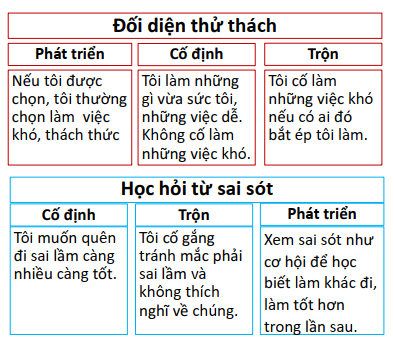 Đối diện thử thách
Phát triển
Cố định
Trộn
Nếu tôi được
chọn, tôi thường
chọn làm việc
khó, thách thức
Tôi làm những
gì vừa sức tôi,
những việc dễ.
Không cố làm
những việc khó.
Tôi cố làm
những việc khó
nếu có ai đó
bắt ép tôi làm.
Học hỏi từ sai sót
Cố định
Trộn
Phát triển
Tôi muốn quên
đi sai lầm càng
nhiều càng tốt.
Tôi cố gắng
tránh mắc phải
sai lầm và
không thích
nghĩ về chúng.
Xem sai sót như
cơ hội để học
biết làm khác đi,
làm tốt hơn
trong lần sau.